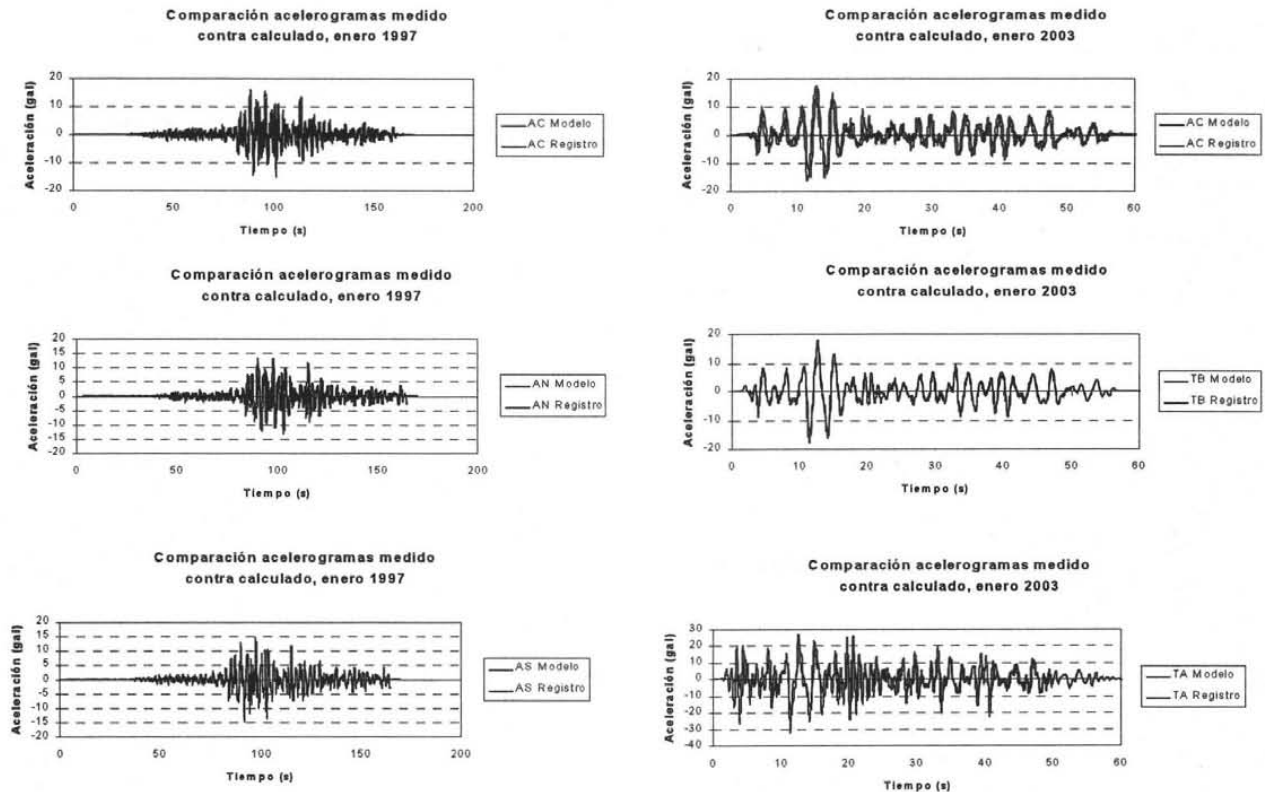 Comparación acelerogramas medido
contra calculado, enero 1997
Aceleración (gal)
20
10
0
-10
-20
0 50 100 150 200
Tiempo (s)
AC Modelo
AC Registro
Comparación acelerogramas medido
contra calculado, enero 2003
Aceleración (gal)
20
10
0
-10
-20
0 10 20 30 40 50 60
Tiempo (s)
AC Modelo
AC Registro
Comparación acelerogramas medido
contra calculado, enero 1997
Aceleración (gal)
20
15
10
5
0
-5
-10
-15
-20
0 50 100 150 200
Tiempo (s)
AN Modelo
AN Registro
Comparación acelerogramas medido
contra calculado, enero 2003
Aceleración (gal)
20
10
0
-10
-20
0 10 20 30 40 50 60
Tiempo (s)
TB Modelo
TB Registro
Comparación acelerogramas medido
contra calculado, enero 1997
Aceleración (gal)
20
15
10
5
0
-5
-10
-15
-20
0 50 100 150 200
Tiempo (s)
AS Modelo
AS Registro
Comparación acelerogramas medido
contra calculado, enero 2003
Aceleración (gal)
30
20
10
0
-10
-20
-30
-40
0 10 20 30 40 50 60
Tiempo (s)
TA Modelo
TA Registro